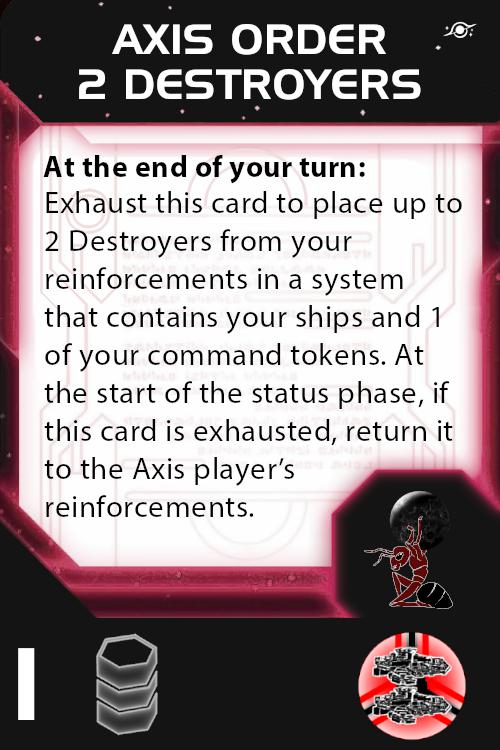 AXIS ORDER
2 DESTROYERS
At the end of your turn:
Exhaust this card to place up to
2 Destroyers from your
reinforcements in a system
that contains your ships and 1
of your command tokens. At
the start of the status phase, if
this card is exhausted, return it
to the Axis player’s
reinforcements.